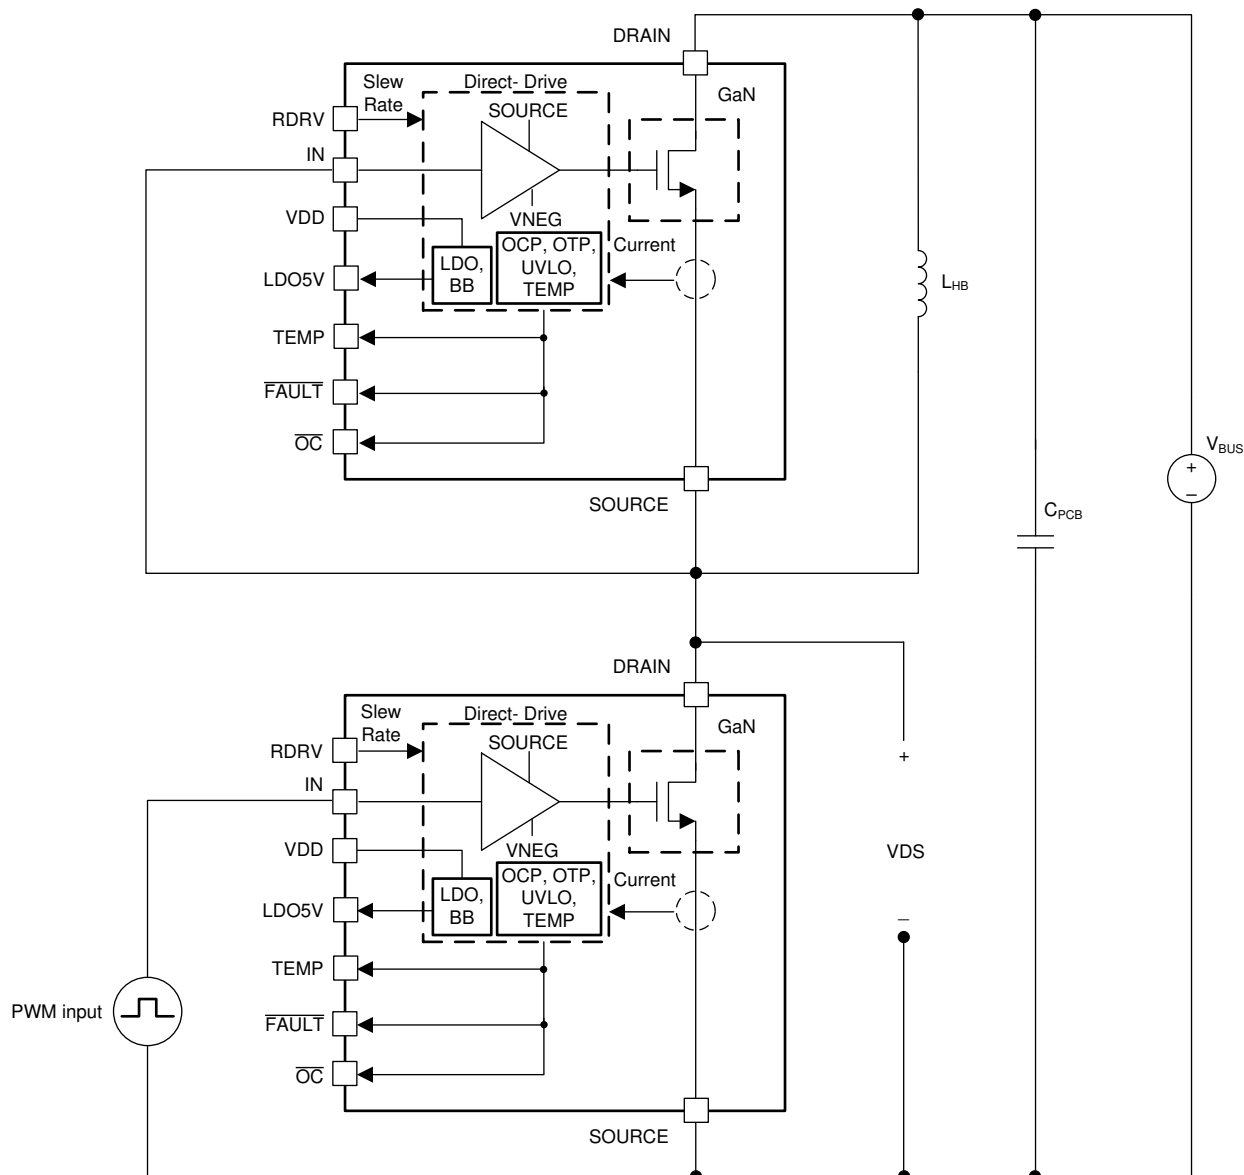 DRAIN
Slew
Rate
Direct- Drive
GaN
SOURCE
RDRV
IN
VDD
VNEG
OCP, OTP,
UVLO,
TEMP
Current
LDO,
BB
LDO5V
L_HB
TEMP
FAULT
OC
V_BUS
+
–
SOURCE
C_PCB
DRAIN
Slew
Rate
Direct- Drive
GaN
SOURCE
RDRV
+
IN
VDD
VNEG
VDS
OCP, OTP,
UVLO,
TEMP
Current
LDO,
BB
LDO5V
–
TEMP
PWM input
FAULT
OC
SOURCE